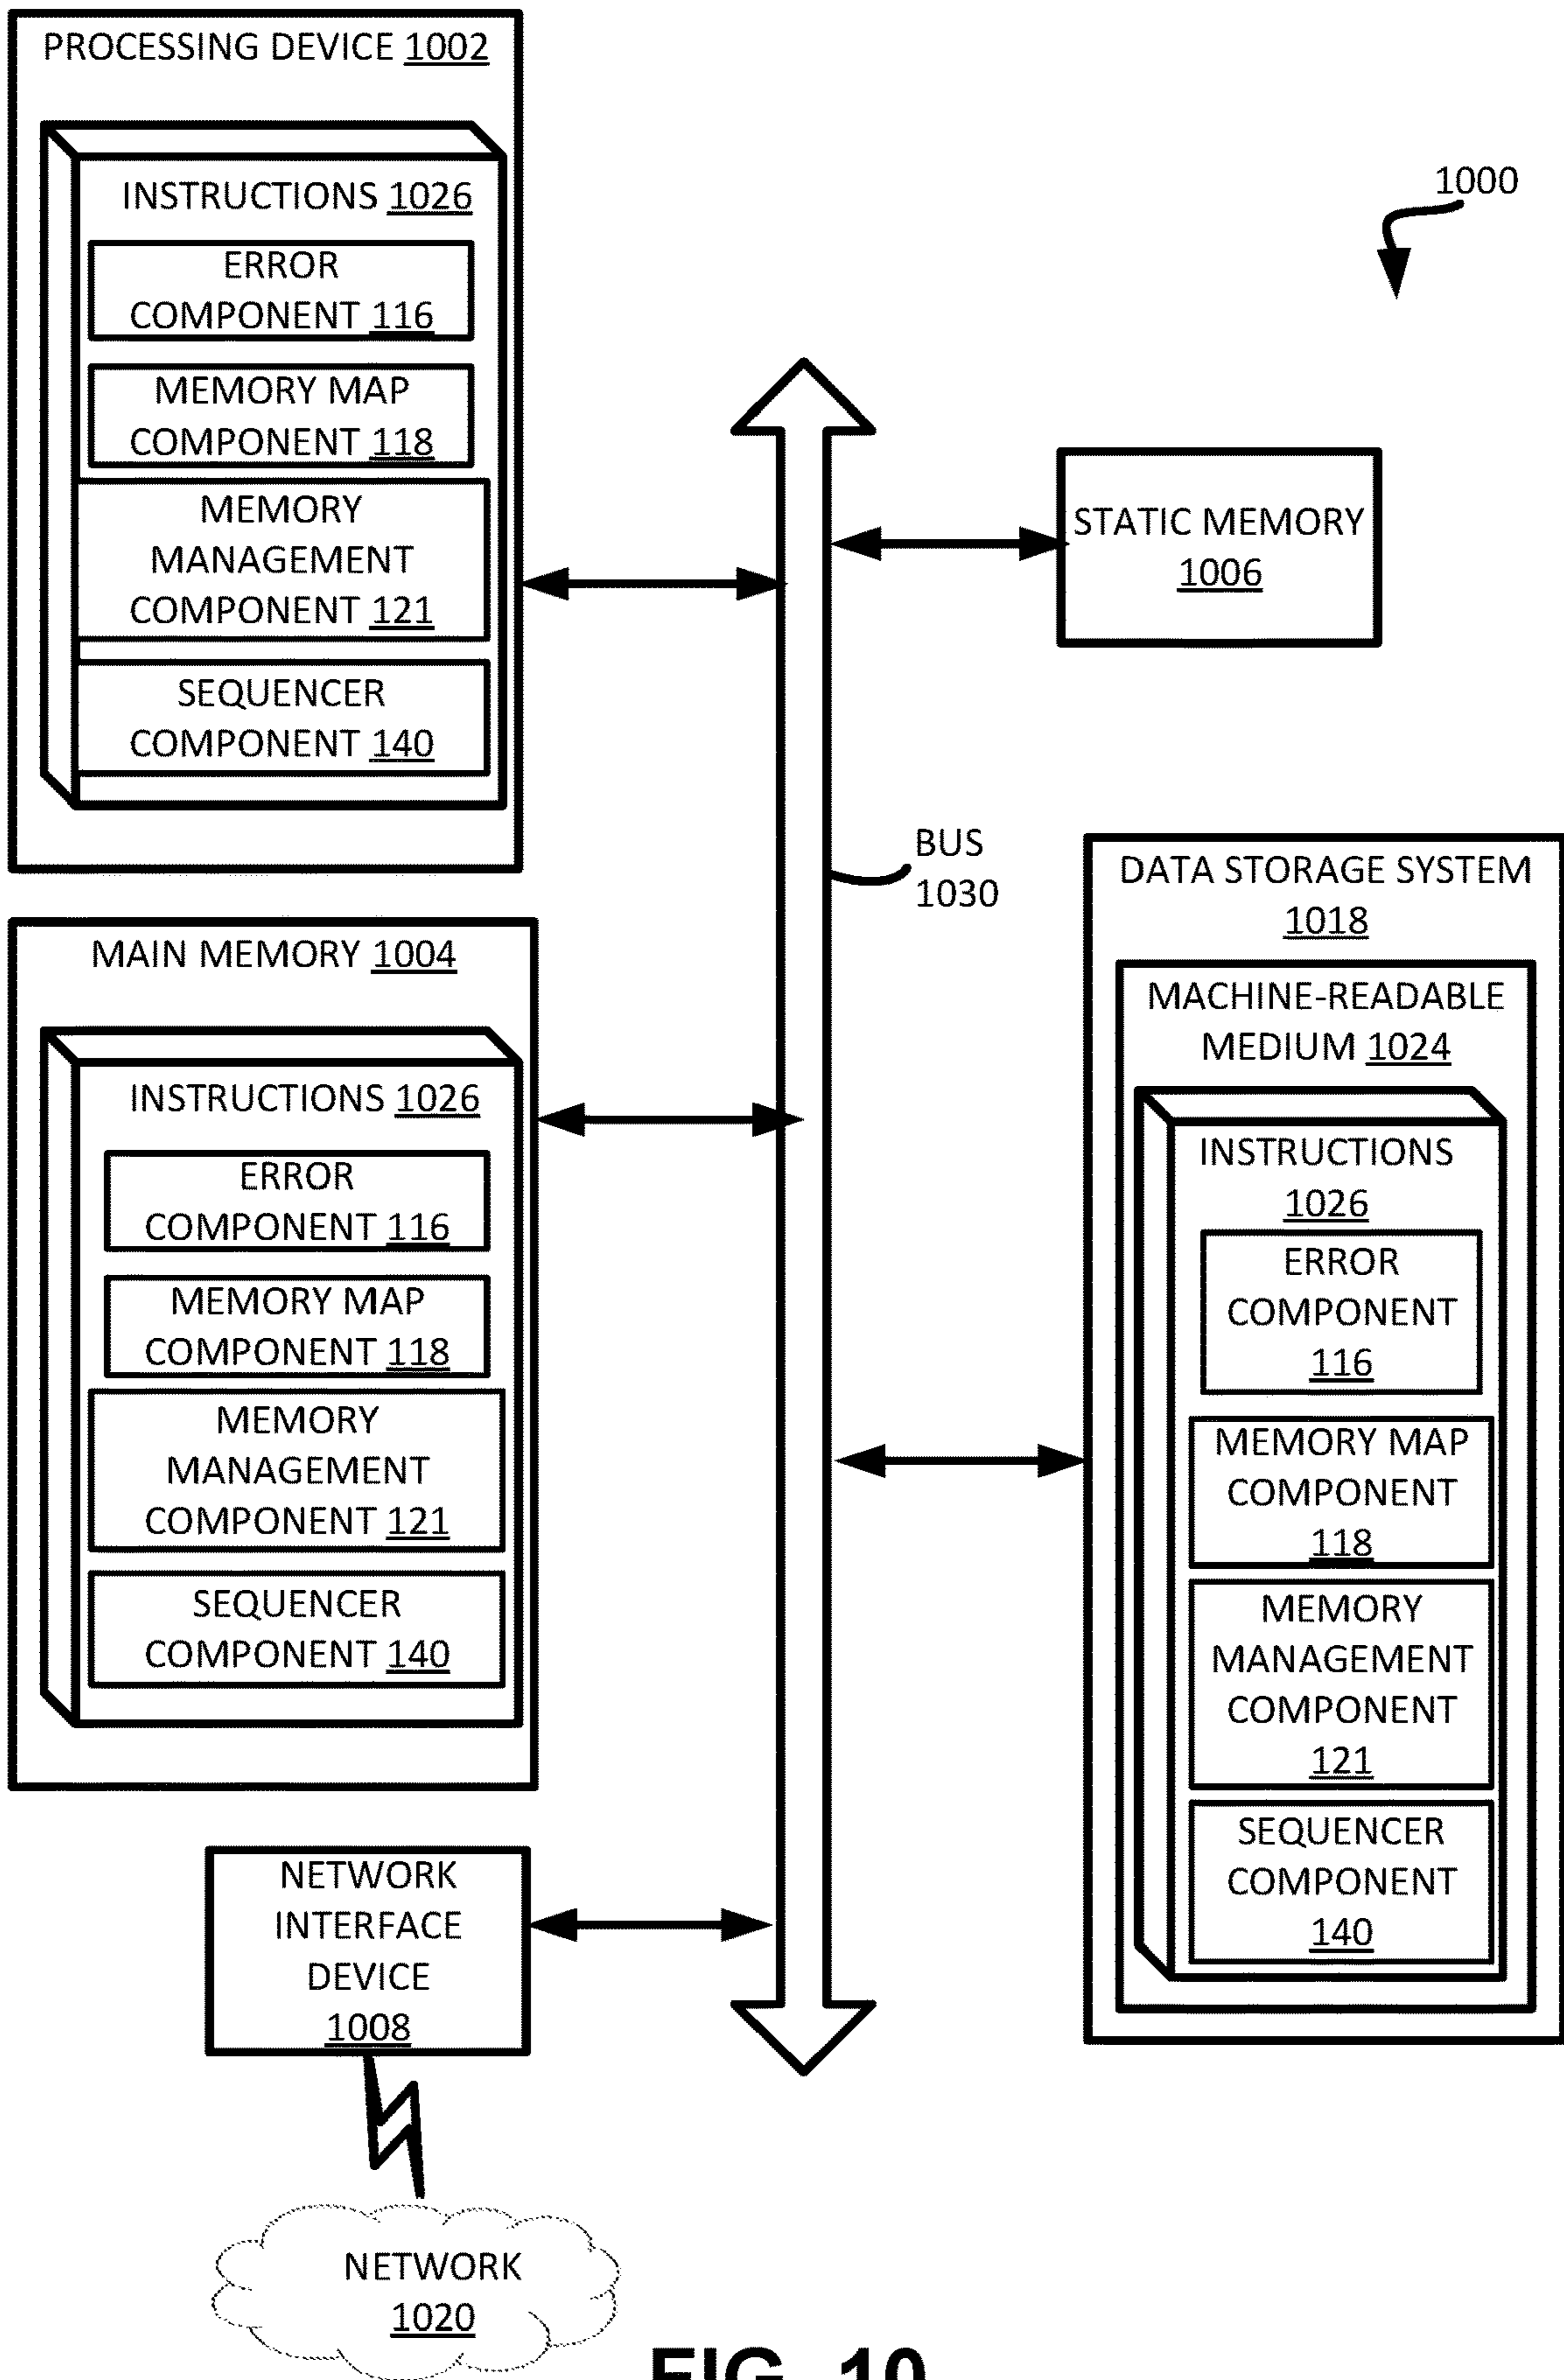 PROCESSING DEVICE 1002
INSTRUCTIONS 1026
ERROR
COMPONENT 116
MEMORY MAP
COMPONENT 118
MEMORY
MANAGEMENT
COMPONENT 121
SEQUENCER
COMPONENT 140
1000
STATIC MEMORY
1006
BUS
1030
MAIN MEMORY 1004
INSTRUCTIONS 1026
ERROR
COMPONENT 116
MEMORY MAP
COMPONENT 118
MEMORY
MANAGEMENT
COMPONENT 121
SEQUENCER
COMPONENT 140
DATA STORAGE SYSTEM
1018
MACHINE-READABLE
MEDIUM 1024
INSTRUCTIONS
1026
ERROR
COMPONENT
116
MEMORY MAP
COMPONENT
118
MEMORY
MANAGEMENT
COMPONENT
121
SEQUENCER
COMPONENT
140
NETWORK
INTERFACE
DEVICE
1008
NETWORK
1020
FIG. 10